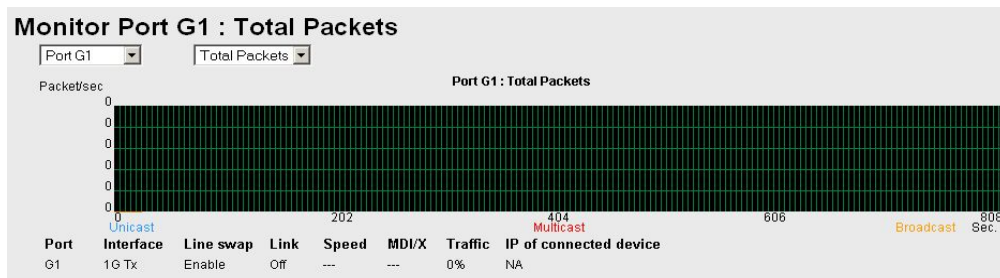 Monitor Port G1 : Total Packets
Port G1 Total Packets
Port G1 : Total Packets
Packet/sec
0
0
0
0
0
0
0 202 404 606 808
Unicast Multicast Broadcast Sec.
Port Interface Line swap Link Speed MDI/X Traffic IP of connected device
G1 1G Tx Enable Off --- --- 0% NA